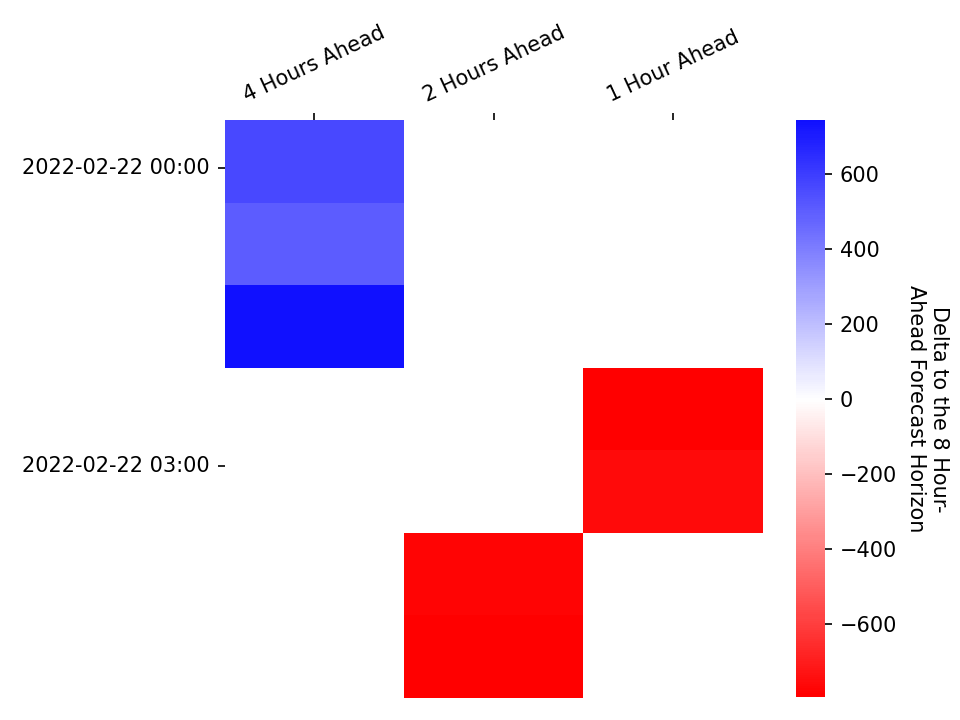 4 Hours Ahead
2 Hours Ahead
1 Hour Ahead
2022-02-22 00:00
2022-02-22 03:00
600
400
200
0
−200
−400
−600
Delta to the 8 Hour-
Ahead Forecast Horizon